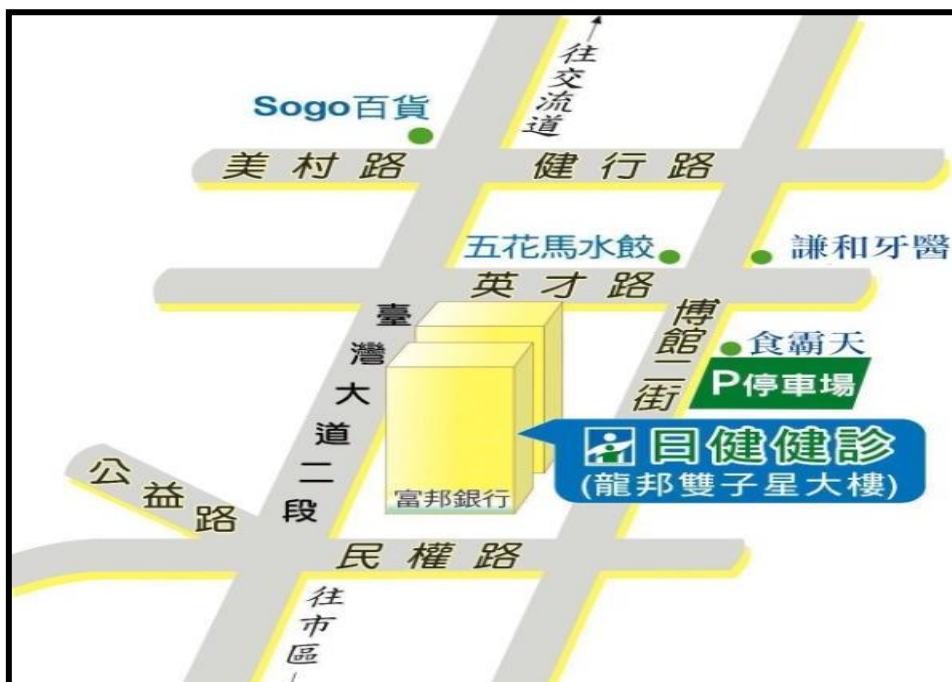 往交流道
Sogo百貨
美村路
健行路
五花馬水餃
謙和牙醫
英才路
臺灣大道二段
博館二街
食霸天
P停車場
日健健診
(龍邦雙子星大樓)
富邦銀行
公益路
民權路
往市區